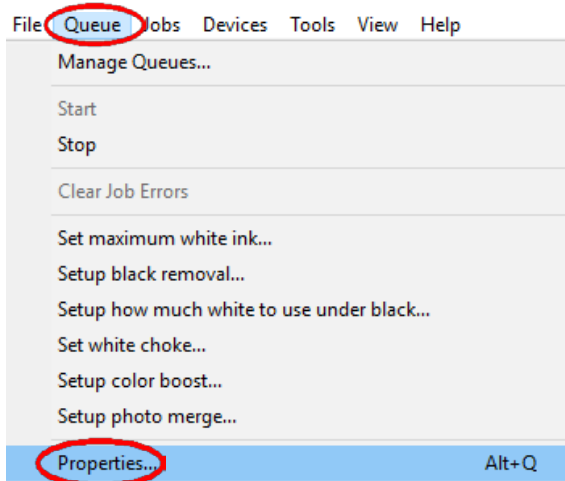 File Queue Jobs Devices Tools View Help
Manage Queues...
Start
Stop
Clear Job Errors
Set maximum white ink...
Setup black removal...
Setup how much white to use under black...
Set white choke...
Setup color boost...
Setup photo merge...
Properties... Alt+Q